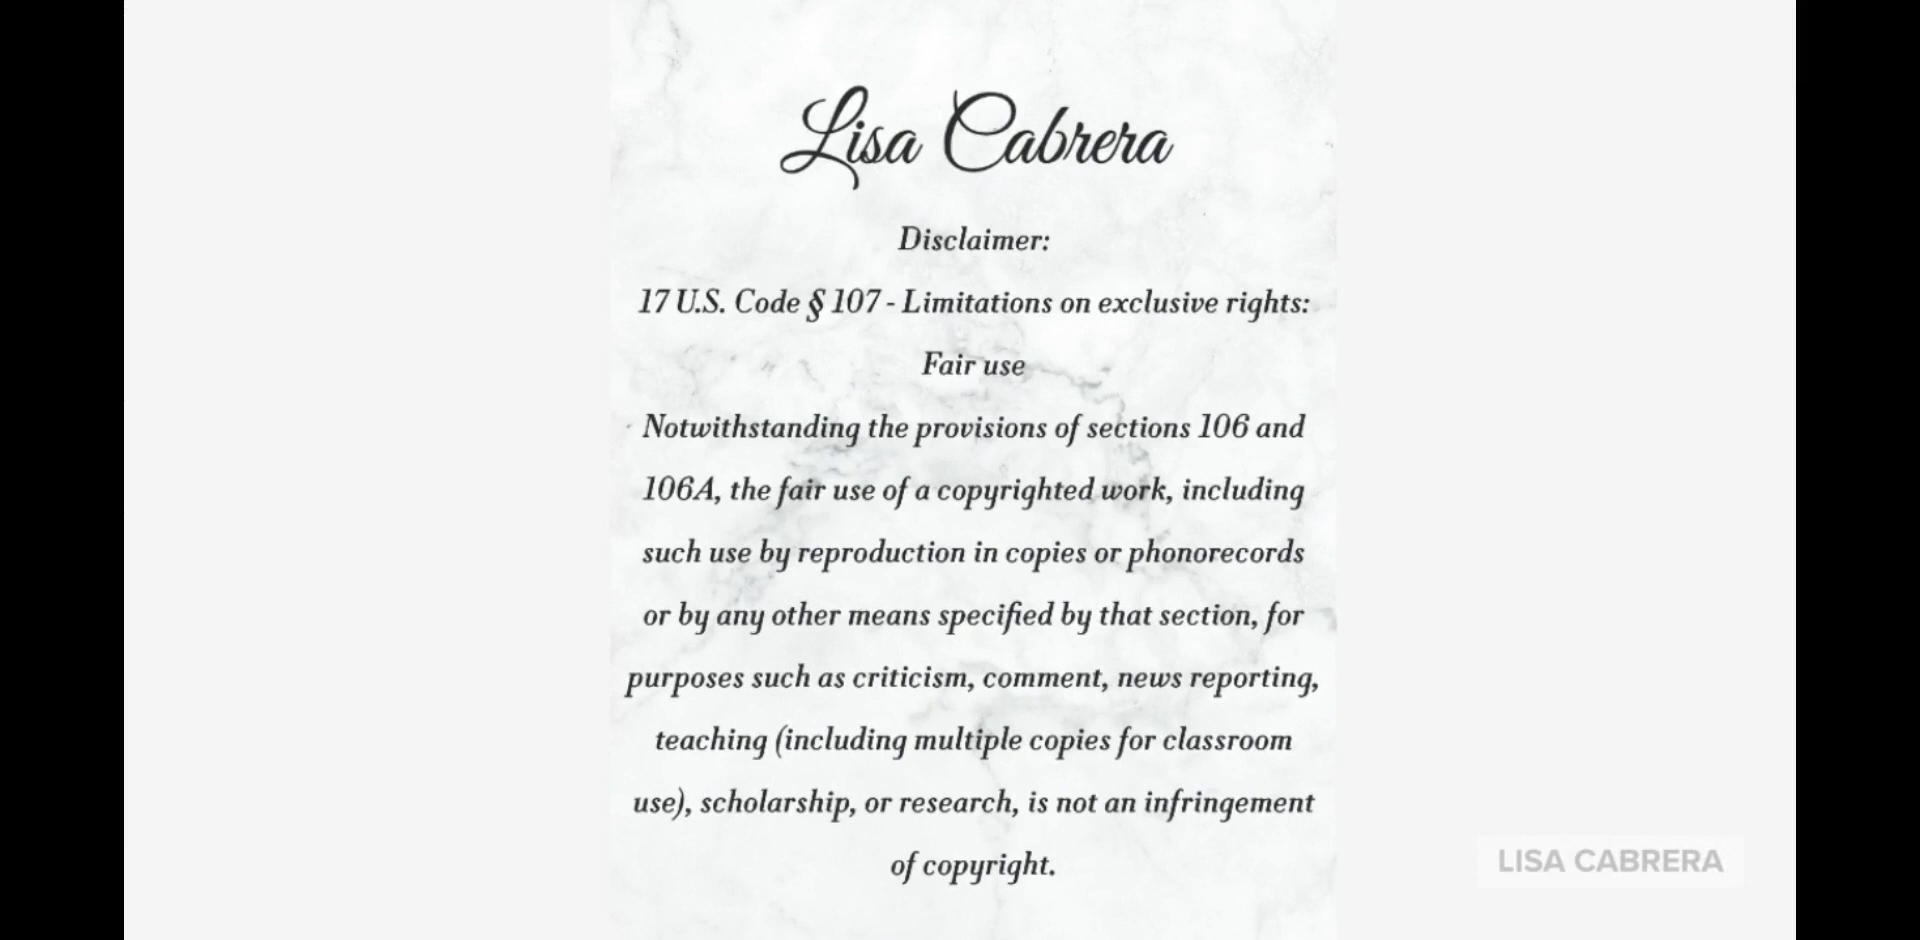 Lisa Cabrera
Disclaimer:
17 U.S. Code § 107 - Limitations on exclusive rights:
Fair use
Notwithstanding the provisions of sections 106 and
106A, the fair use of a copyrighted work, including
such use by reproduction in copies or phonorecords
or by any other means specified by that section, for
purposes such as criticism, comment, news reporting,
teaching (including multiple copies for classroom
use), scholarship, or research, is not an infringement
of copyright.
LISA CABRERA